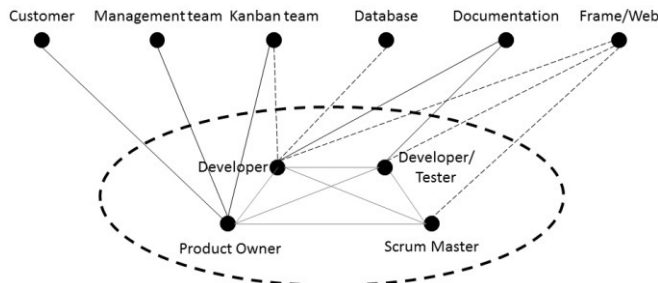 Customer
Management team
Kanban team
Database
Documentation
Frame/Web
Developer
Developer/
Tester
Product Owner
Scrum Master